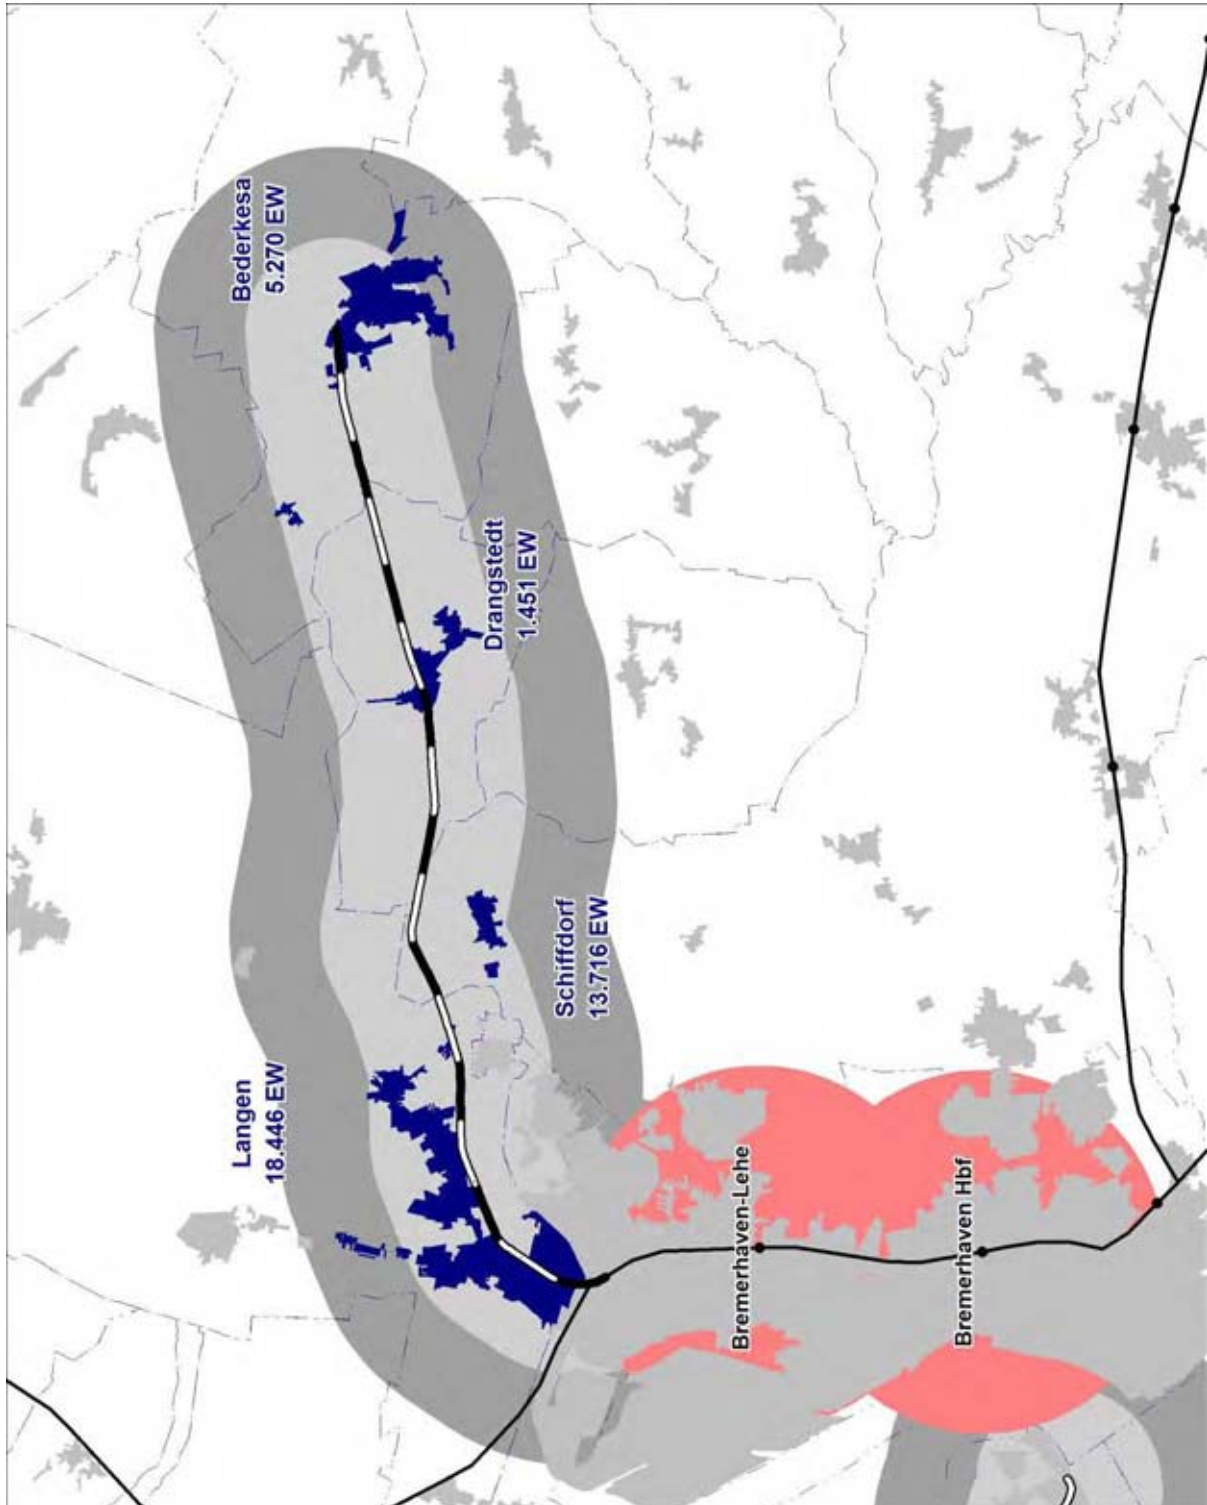 Bederkesa
5.270 EW
Drangstedt
1.451 EW
Schiffdorf
13.716 EW
Langen
18.446 EW
Bremerhaven-Lehe
Bremerhaven Hbf